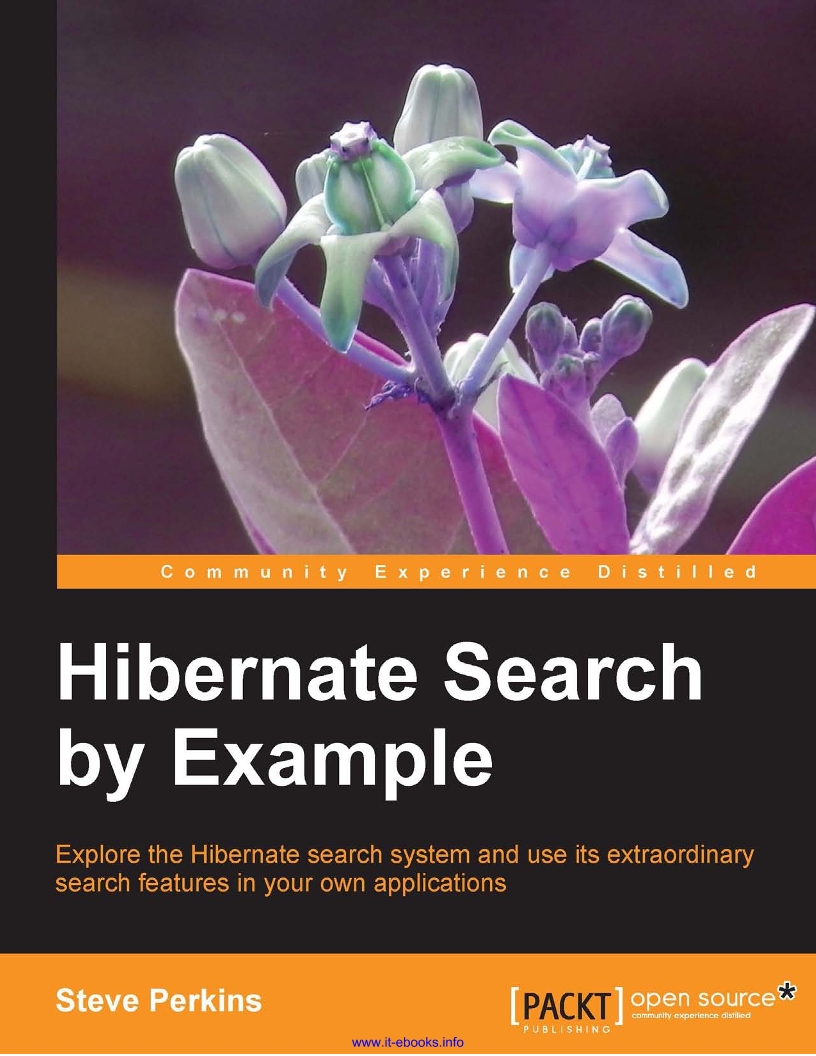 Community Experience Distilled
Hibernate Search
by Example
Explore the Hibernate search system and use its extraordinary
search features in your own applications
Steve Perkins
[PACKT] open source*
PUBLISHING community experience distilled
www.it-ebooks.info